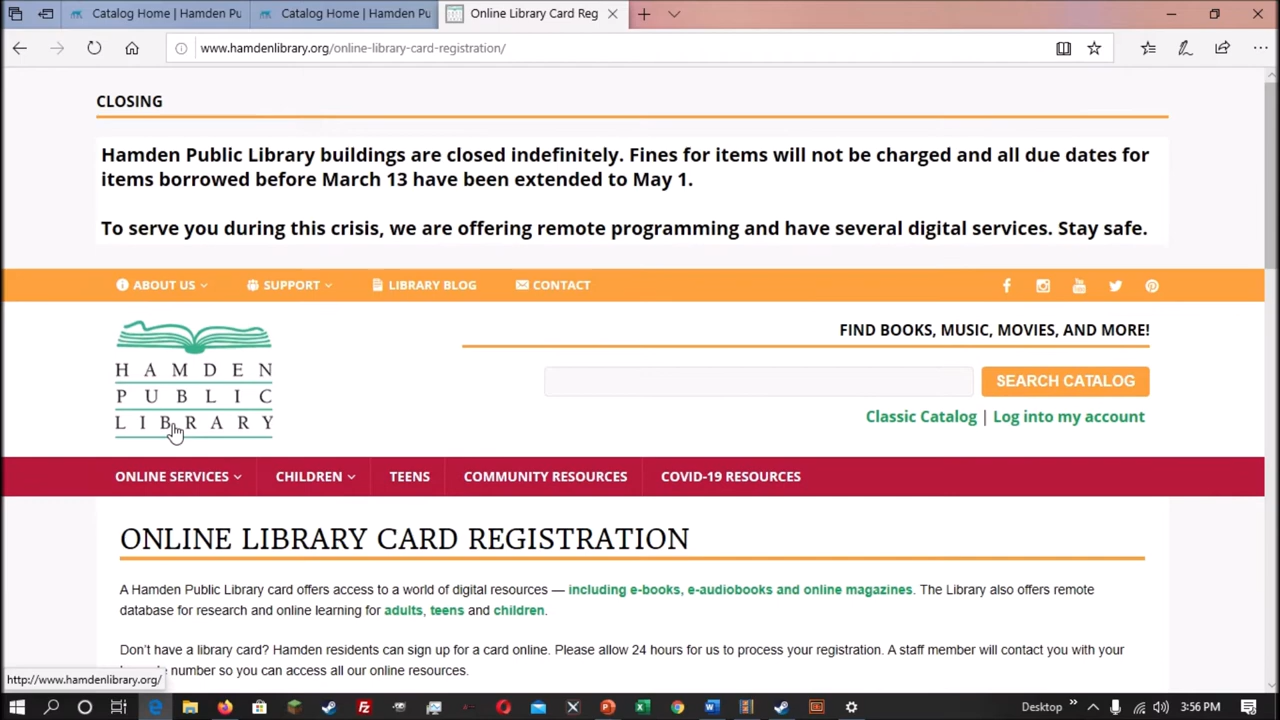 Catalog Home | Hamden Pu
Catalog Home | Hamden Pu
Online Library Card Reg
www.hamdenlibrary.org/online-library-card-registration/
CLOSING
Hamden Public Library buildings are closed indefinitely. Fines for items will not be charged and all due dates for
items borrowed before March 13 have been extended to May 1.
To serve you during this crisis, we are offering remote programming and have several digital services. Stay safe.
ABOUT US
SUPPORT
LIBRARY BLOG
CONTACT
HAMDEN
PUBLIC
LIBRARY
FIND BOOKS, MUSIC, MOVIES, AND MORE!
SEARCH CATALOG
Classic Catalog | Log into my account
ONLINE SERVICES
CHILDREN
TEENS
COMMUNITY RESOURCES
COVID-19 RESOURCES
ONLINE LIBRARY CARD REGISTRATION
A Hamden Public Library card offers access to a world of digital resources — including e-books, e-audiobooks and online magazines. The Library also offers remote
database for research and online learning for adults, teens and children.
Don't have a library card? Hamden residents can sign up for a card online. Please allow 24 hours for us to process your registration. A staff member will contact you with your
number so you can access all our online resources.
http://www.hamdenlibrary.org/
Desktop
3:56 PM